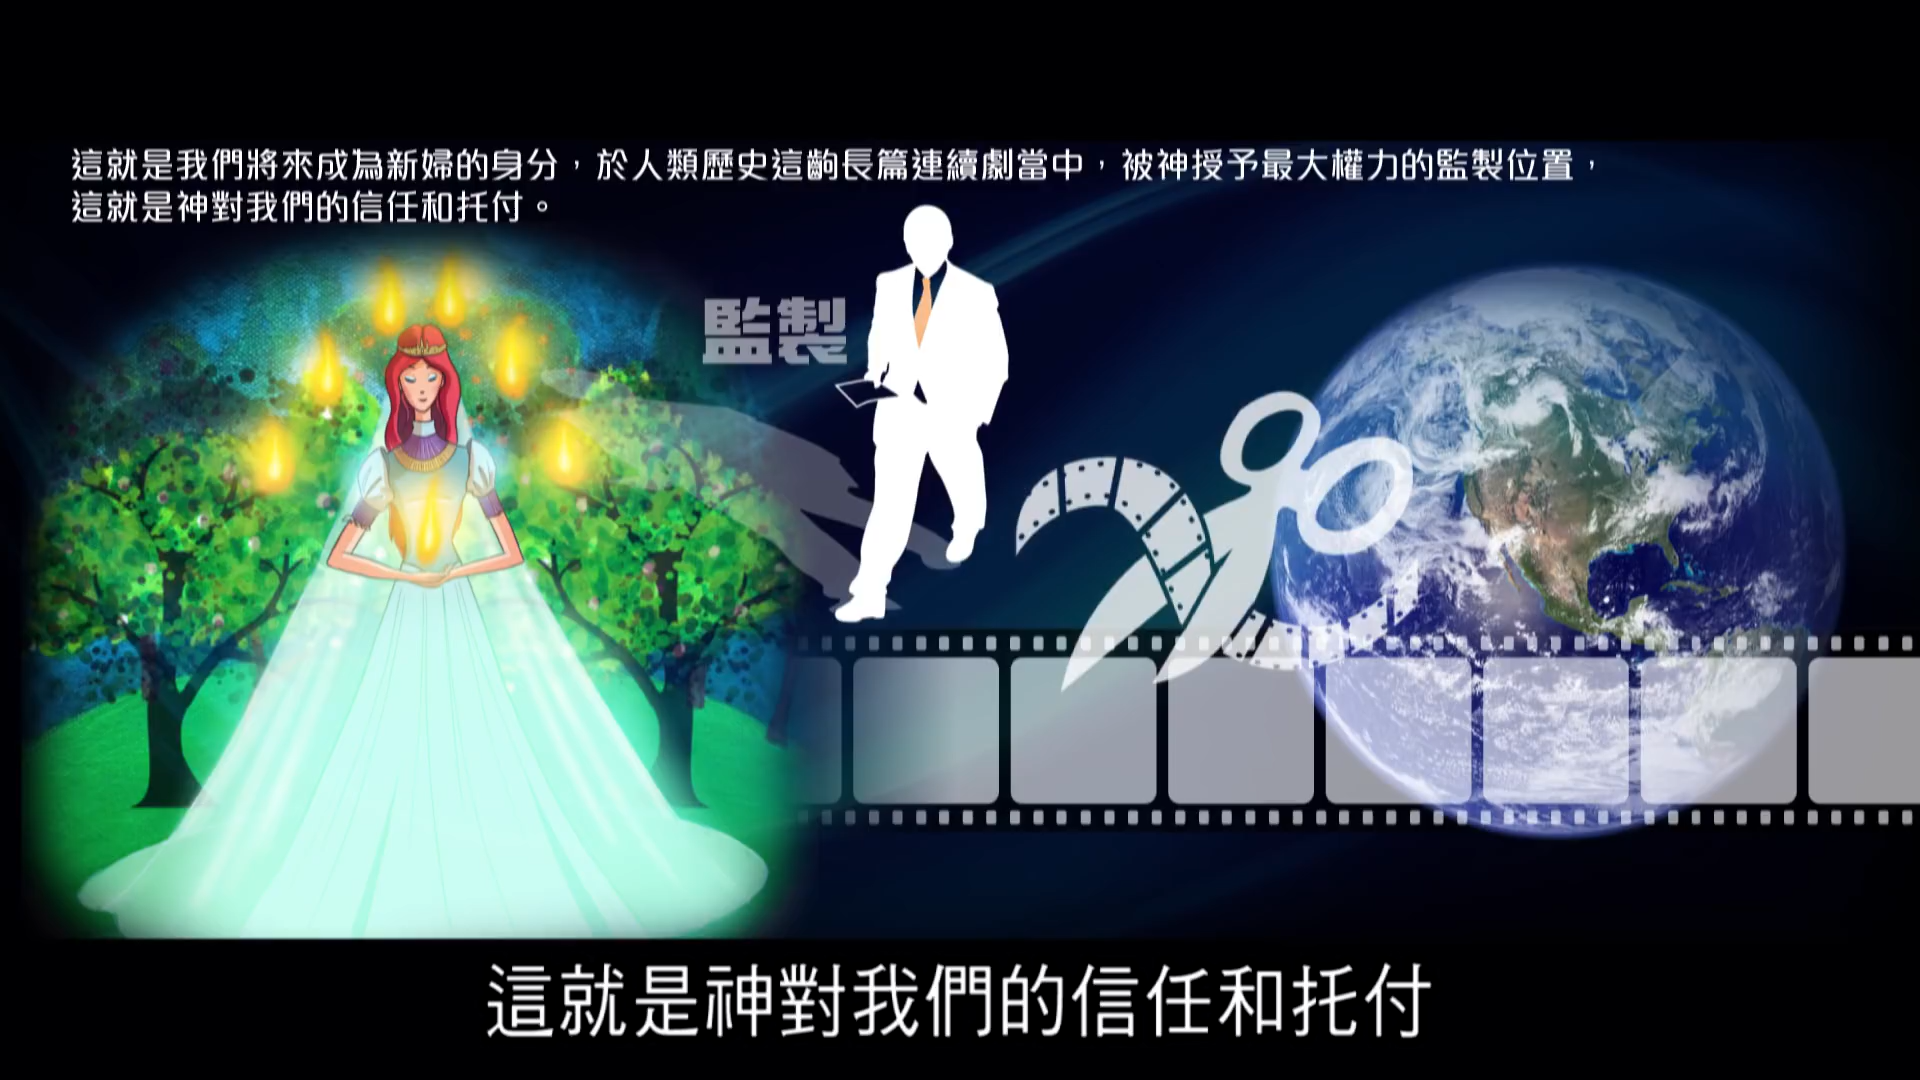 這就是我們將來成為新婦的身分，於人類歷史這齣長篇連續劇當中，被神授予最大權力的監製位置，
這就是神對我們的信任和托付。
監製
這就是神對我們的信任和托付